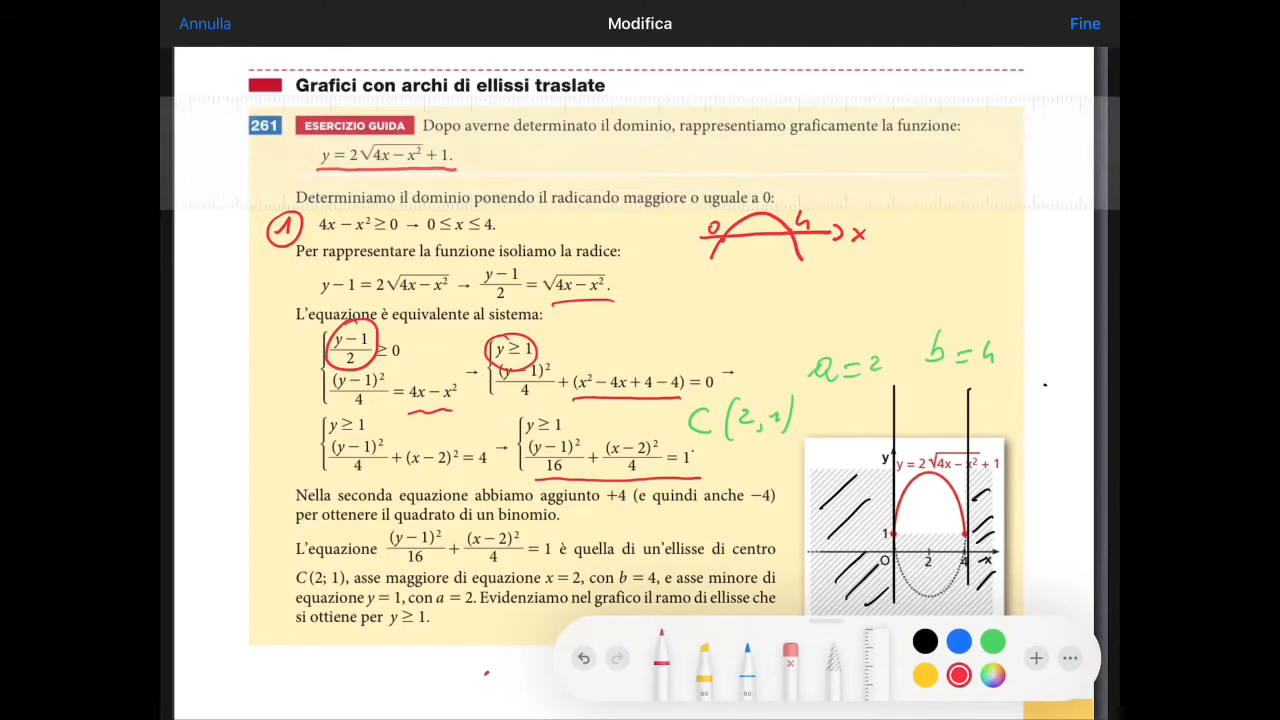 Annulla Modifica Fine
Grafici con archi di ellissi traslate
261 ESERCIZIO GUIDA Dopo averne determinato il dominio, rappresentiamo graficamente la funzione:
y = 2√(4x − x²) + 1.
Determiniamo il dominio ponendo il radicando maggiore o uguale a 0:
1 4x − x² ≥ 0 → 0 ≤ x ≤ 4.
0 4 x
Per rappresentare la funzione isoliamo la radice:
y − 1 = 2√(4x − x²) → (y − 1)/2 = √(4x − x²).
L'equazione è equivalente al sistema:
{(y − 1)/2 ≥ 0 → {y ≥ 1
(y − 1)²/4 = 4x − x² (y − 1)²/4 + (x² − 4x + 4 − 4) = 0 →
a = 2 b = 4
C (2, 1)
{y ≥ 1 → {y ≥ 1
(y − 1)²/4 + (x − 2)² = 4 (y − 1)²/16 + (x − 2)²/4 = 1
Nella seconda equazione abbiamo aggiunto +4 (e quindi anche −4)
per ottenere il quadrato di un binomio.
L'equazione (y − 1)²/16 + (x − 2)²/4 = 1 è quella di un'ellisse di centro
C(2; 1), asse maggiore di equazione x = 2, con b = 4, e asse minore di
equazione y = 1, con a = 2. Evidenziamo nel grafico il ramo di ellisse che
si ottiene per y ≥ 1.
y
y = 2√(4x − x²) + 1
1
O 2 4 x
80 50